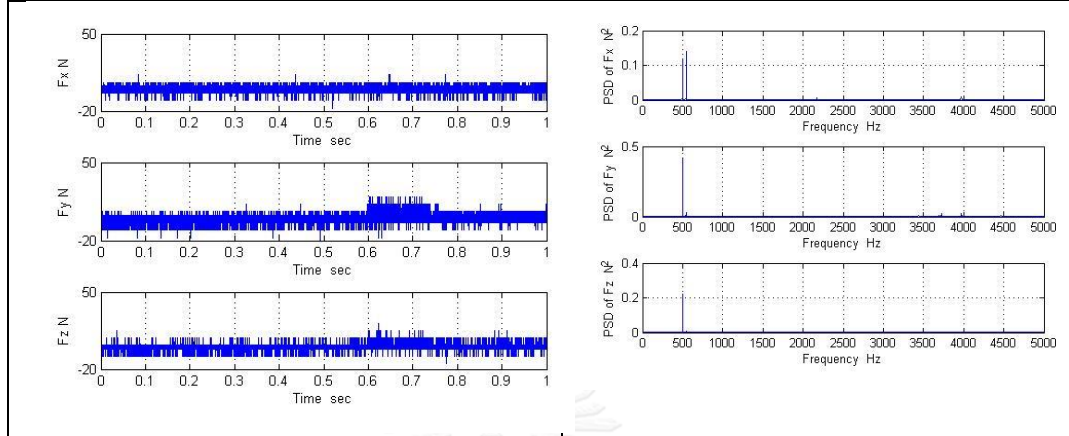 50
Fx N
-20
0 0.1 0.2 0.3 0.4 0.5 0.6 0.7 0.8 0.9 1
Time sec
50
Fy N
-20
0 0.1 0.2 0.3 0.4 0.5 0.6 0.7 0.8 0.9 1
Time sec
50
Fz N
-20
0 0.1 0.2 0.3 0.4 0.5 0.6 0.7 0.8 0.9 1
Time sec
0.2
PSD of Fx N²
0.1
0
0 500 1000 1500 2000 2500 3000 3500 4000 4500 5000
Frequency Hz
0.5
PSD of Fy N²
0
0 500 1000 1500 2000 2500 3000 3500 4000 4500 5000
Frequency Hz
0.4
PSD of Fz N²
0.2
0
0 500 1000 1500 2000 2500 3000 3500 4000 4500 5000
Frequency Hz